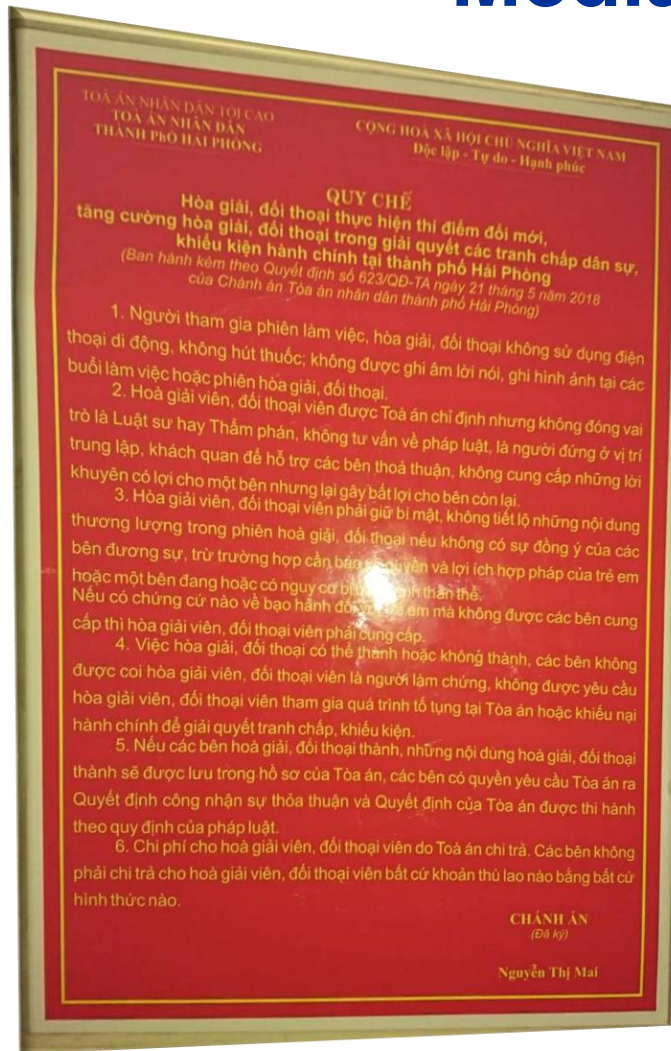 TOÀ ÁN NHÂN DÂN TỐI CAO
TOÀ ÁN NHÂN DÂN
THÀNH PHỐ HẢI PHÒNG
CỘNG HOÀ XÃ HỘI CHỦ NGHĨA VIỆT NAM
Độc lập - Tự do - Hạnh phúc
QUY CHẾ
Hòa giải, đối thoại thực hiện thí điểm đổi mới,
tăng cường hòa giải, đối thoại trong giải quyết các tranh chấp dân sự,
khiếu kiện hành chính tại thành phố Hải Phòng
(Ban hành kèm theo Quyết định số 623/QĐ-TA ngày 21 tháng 5 năm 2018
của Chánh án Tòa án nhân dân thành phố Hải Phòng)
1. Người tham gia phiên làm việc, hòa giải, đối thoại không sử dụng điện
thoại di động, không hút thuốc; không được ghi âm lời nói, ghi hình ảnh tại các
buổi làm việc hoặc phiên hòa giải, đối thoại.
2. Hoà giải viên, đối thoại viên được Toà án chỉ định nhưng không đóng vai
trò là Luật sư hay Thẩm phán, không tư vấn về pháp luật, là người đứng ở vị trí
trung lập, khách quan để hỗ trợ các bên thoả thuận, không cung cấp những lời
khuyên có lợi cho một bên nhưng lại gây bất lợi cho bên còn lại.
3. Hòa giải viên, đối thoại viên phải giữ bí mật, không tiết lộ những nội dung
thương lượng trong phiên hoà giải, đối thoại nếu không có sự đồng ý của các
bên đương sự, trừ trường hợp cần bảo quyền và lợi ích hợp pháp của trẻ em
hoặc một bên đang hoặc có nguy cơ thân thể.
Nếu có chứng cứ nào về bạo hành đối em mà không được các bên cung
cấp thì hòa giải viên, đối thoại viên phải cung cấp.
4. Việc hòa giải, đối thoại có thể thành hoặc không thành, các bên không
được coi hòa giải viên, đối thoại viên là người làm chứng, không được yêu cầu
hòa giải viên, đối thoại viên tham gia quá trình tố tụng tại Tòa án hoặc khiếu nại
hành chính để giải quyết tranh chấp, khiếu kiện.
5. Nếu các bên hoà giải, đối thoại thành, những nội dung hoà giải, đối thoại
thành sẽ được lưu trong hồ sơ của Tòa án, các bên có quyền yêu cầu Tòa án ra
Quyết định công nhận sự thỏa thuận và Quyết định của Tòa án được thi hành
theo quy định của pháp luật.
6. Chi phí cho hoà giải viên, đối thoại viên do Toà án chi trả. Các bên không
phải chi trả cho hoà giải viên, đối thoại viên bất cứ khoản thù lao nào bằng bất cứ
hình thức nào.
CHÁNH ÁN
(Đã ký)
Nguyễn Thị Mai